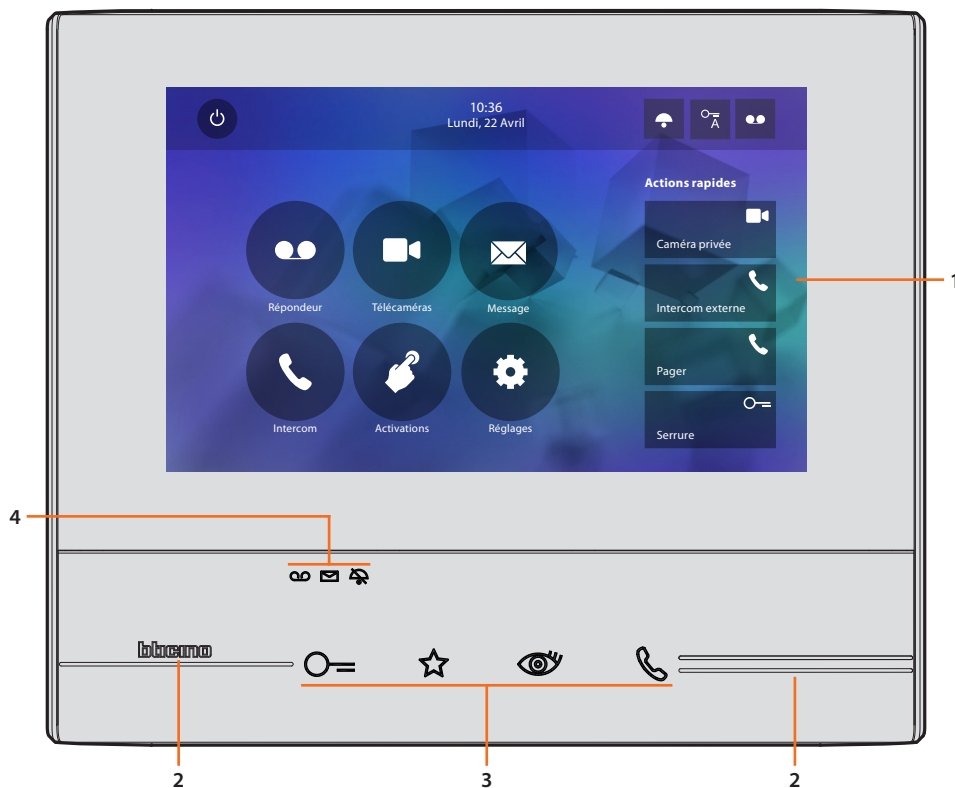 10:36
Lundi, 22 Avril
A
Actions rapides
Caméra privée
Intercom externe
Pager
Serrure
Répondeur
Télécaméras
Message
Intercom
Activations
Réglages
1
4
bticino
2
3
2